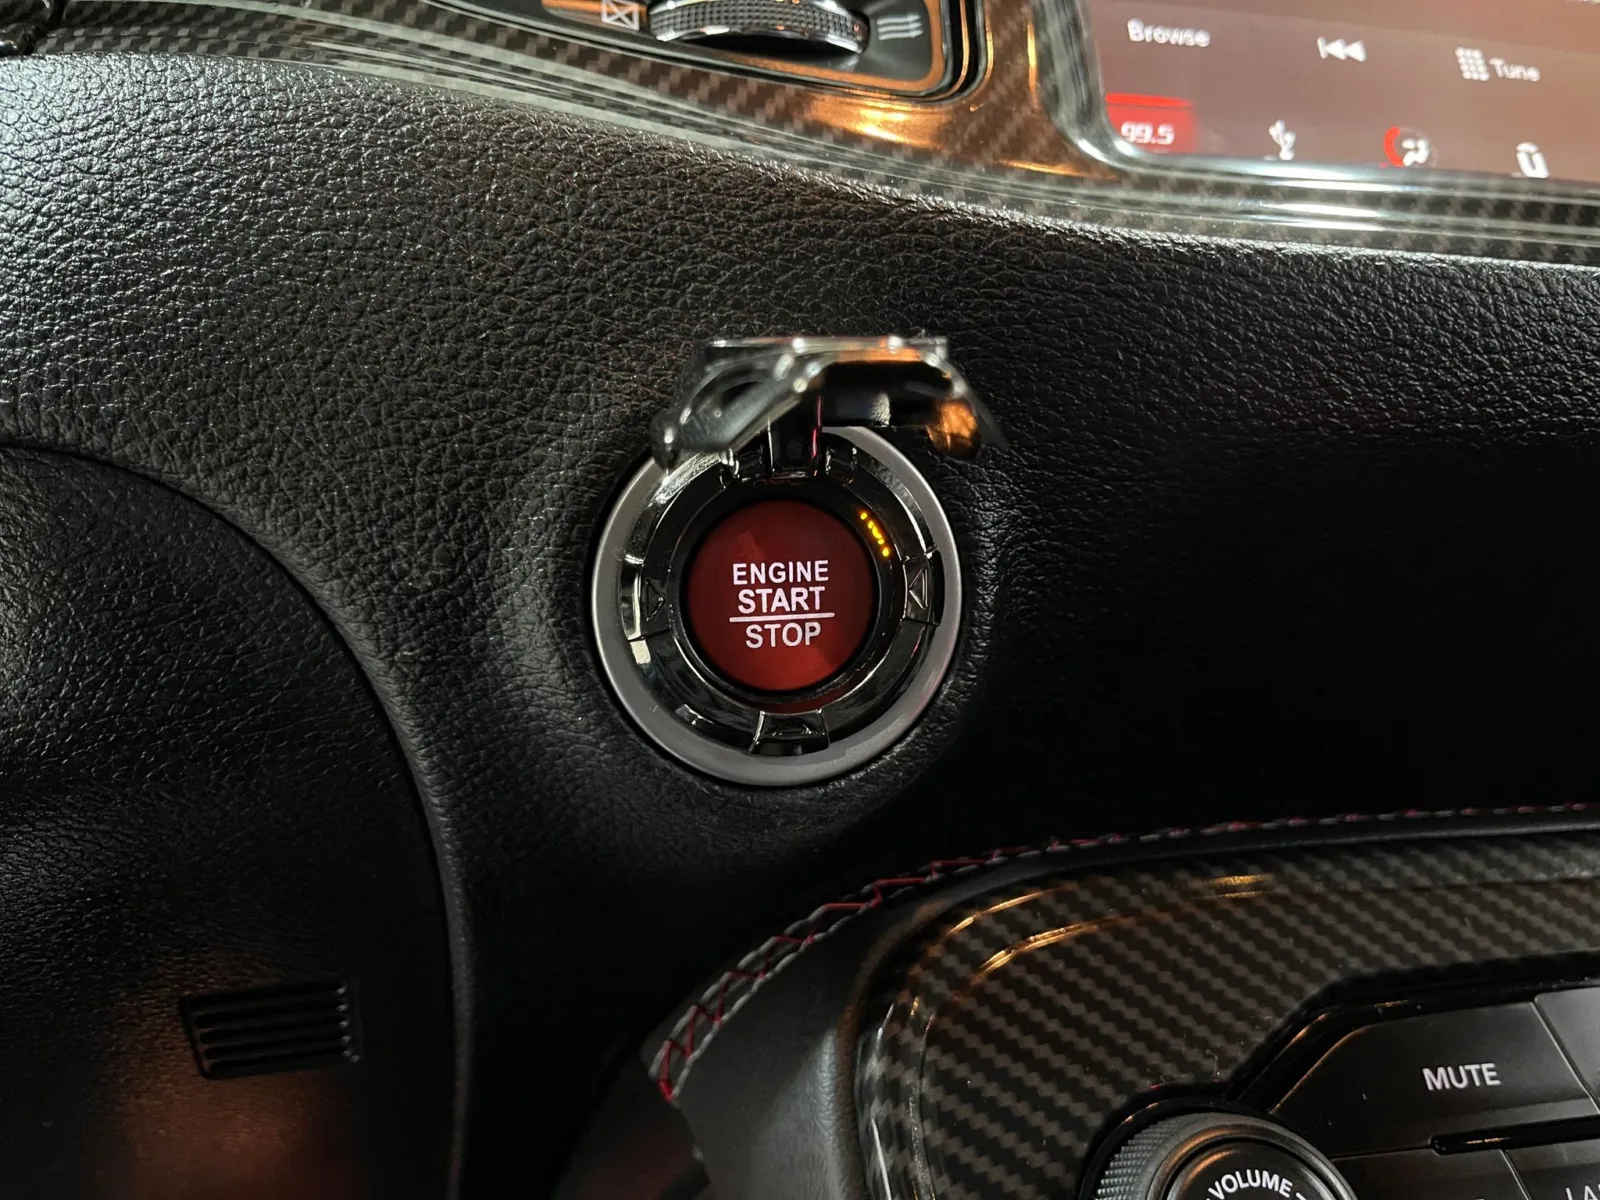 Browse
Tune
99.5
ENGINE
START
STOP
MUTE
VOLUME